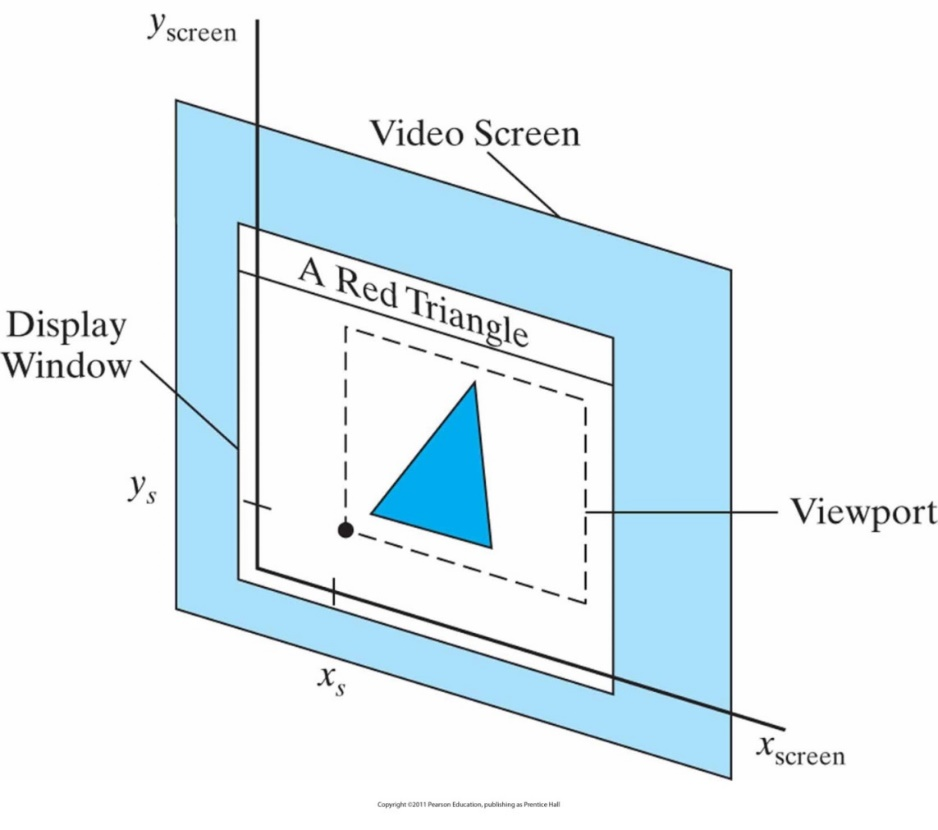 yscreen
Video Screen
A Red Triangle
Display
Window
ys
Viewport
xs
xscreen
Copyright ©2011 Pearson Education, publishing as Prentice Hall